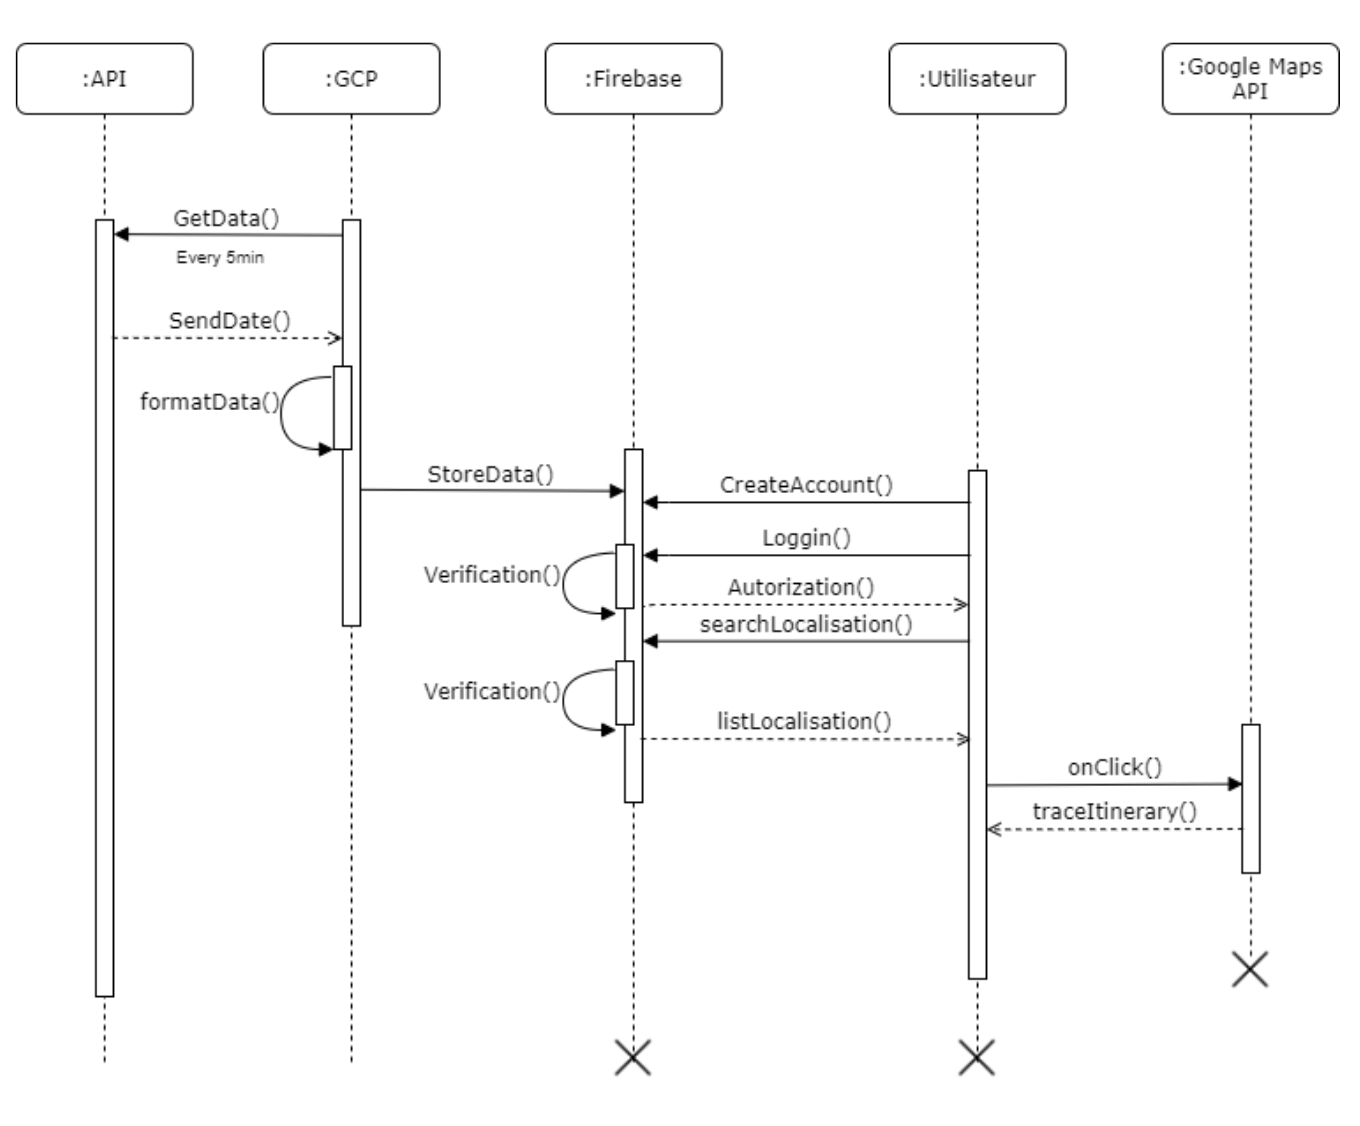 :API
:GCP
:Firebase
:Utilisateur
:Google Maps
API
GetData()
Every 5min
SendDate()
formatData()
StoreData()
CreateAccount()
Loggin()
Verification()
Autorization()
searchLocalisation()
Verification()
listLocalisation()
onClick()
traceItinerary()